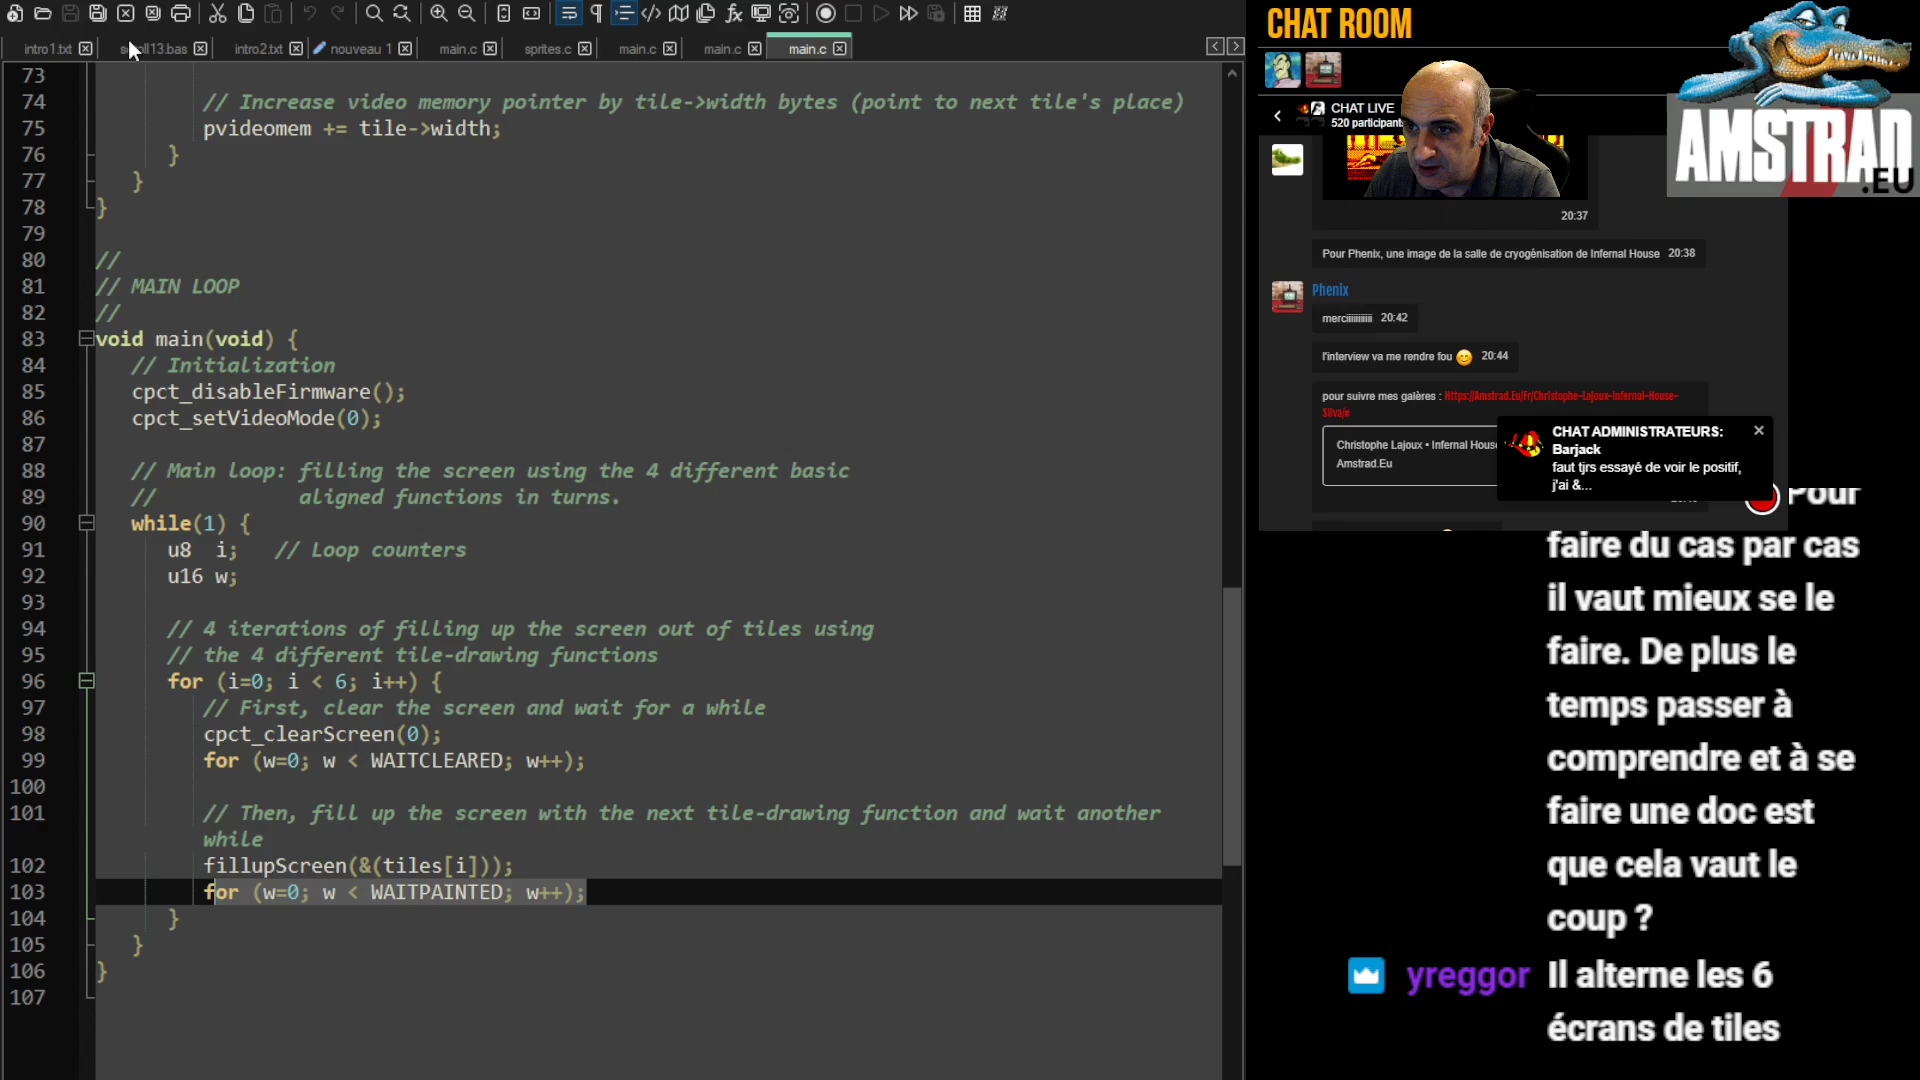 intro1.txt
13.bas
intro2.txt
nouveau 1
main.c
sprites.c
main.c
main.c
main.c
73
74 // Increase video memory pointer by tile->width bytes (point to next tile's place)
75 pvideomem += tile->width;
76 }
77 }
78 }
79
80 //
81 // MAIN LOOP
82 //
83 void main(void) {
84 // Initialization
85 cpct_disableFirmware();
86 cpct_setVideoMode(0);
87
88 // Main loop: filling the screen using the 4 different basic
89 // aligned functions in turns.
90 while(1) {
91 u8 i; // Loop counters
92 u16 w;
93
94 // 4 iterations of filling up the screen out of tiles using
95 // the 4 different tile-drawing functions
96 for (i=0; i < 6; i++) {
97 // First, clear the screen and wait for a while
98 cpct_clearScreen(0);
99 for (w=0; w < WAITCLEARED; w++);
100
101 // Then, fill up the screen with the next tile-drawing function and wait another
while
102 fillupScreen(&(tiles[i]));
103 for (w=0; w < WAITPAINTED; w++);
104 }
105 }
106 }
107
CHAT ROOM
CHAT LIVE
520 participants
AMSTRAD
.EU
20:37
Pour Phenix, une image de la salle de cryogénisation de Infernal House 20:38
Phenix
merciiiiiiiiiii 20:42
l'interview va me rendre fou 😊 20:44
pour suivre mes galères : Https://Amstrad.Eu/Fr/Christophe-Lajoux-Infernal-House-
Silva/#
Christophe Lajoux • Infernal Hous
Amstrad.Eu
CHAT ADMINISTRATEURS:
Barjack
faut tjrs essayé de voir le positif,
j'ai &...
Pour
faire du cas par cas
il vaut mieux se le
faire. De plus le
temps passer à
comprendre et à se
faire une doc est
que cela vaut le
coup ?
yreggor Il alterne les 6
écrans de tiles